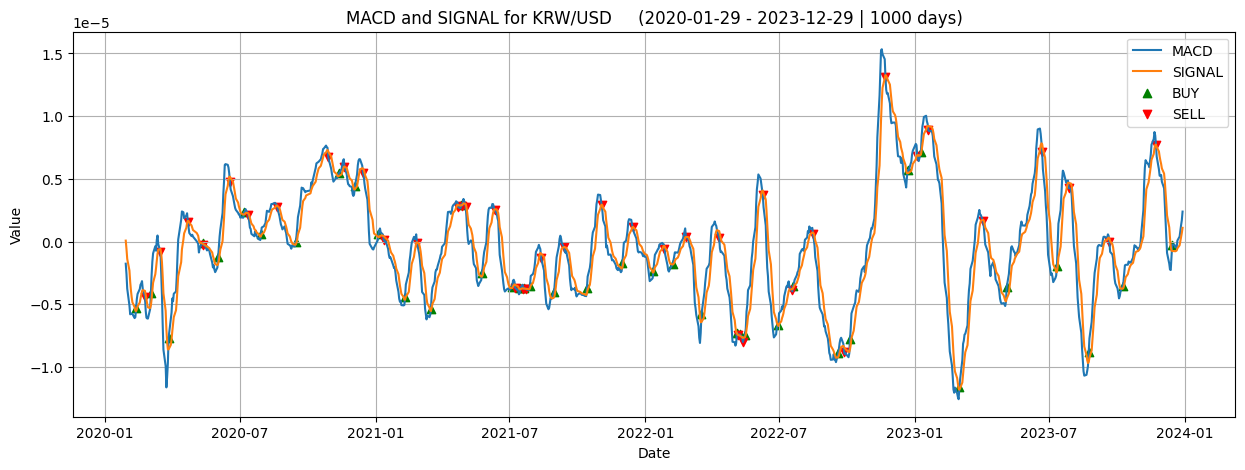 MACD and SIGNAL for KRW/USD     (2020-01-29 - 2023-12-29 | 1000 days)
1e−5
MACD
SIGNAL
BUY
SELL
1.5
1.0
0.5
0.0
−0.5
−1.0
Value
2020-01
2020-07
2021-01
2021-07
2022-01
2022-07
2023-01
2023-07
2024-01
Date